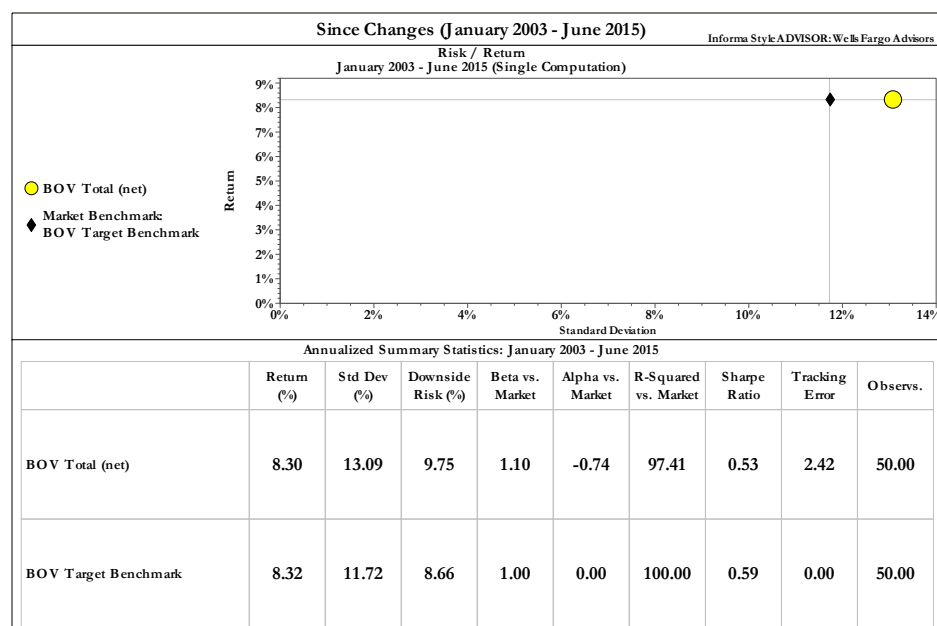 Since Changes (January 2003 - June 2015)
Informa StyleADVISOR: Wells Fargo Advisors
Risk / Return
January 2003 - June 2015 (Single Computation)
BOV Total (net)
Market Benchmark:
BOV Target Benchmark
Return
9%
8%
7%
6%
5%
4%
3%
2%
1%
0%
0% 2% 4% 6% 8% 10% 12% 14%
Standard Deviation
Annualized Summary Statistics: January 2003 - June 2015
Return (%) Std Dev (%) Downside Risk (%) Beta vs. Market Alpha vs. Market R-Squared vs. Market Sharpe Ratio Tracking Error Observs.
BOV Total (net) 8.30 13.09 9.75 1.10 -0.74 97.41 0.53 2.42 50.00
BOV Target Benchmark 8.32 11.72 8.66 1.00 0.00 100.00 0.59 0.00 50.00